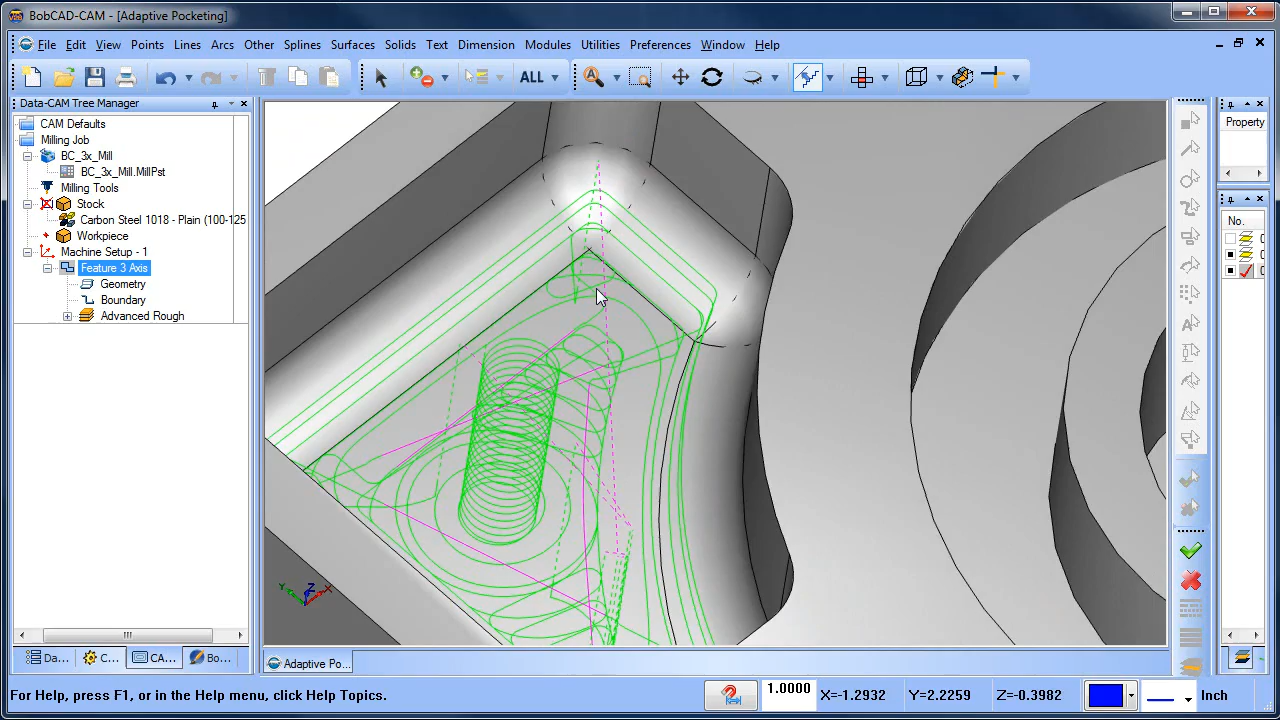 BobCAD-CAM - [Adaptive Pocketing]
File Edit View Points Lines Arcs Other Splines Surfaces Solids Text Dimension Modules Utilities Preferences Window Help
ALL
Data-CAM Tree Manager
CAM Defaults
Milling Job
BC_3x_Mill
BC_3x_Mill.MillPst
Milling Tools
Stock
Carbon Steel 1018 - Plain (100-125
Workpiece
Machine Setup - 1
Feature 3 Axis
Geometry
Boundary
Advanced Rough
Property
No.
Y Z X
Da... C... CA... Bo...
Adaptive Po...
For Help, press F1, or in the Help menu, click Help Topics.
1.0000 X=-1.2932 Y=2.2259 Z=-0.3982 Inch